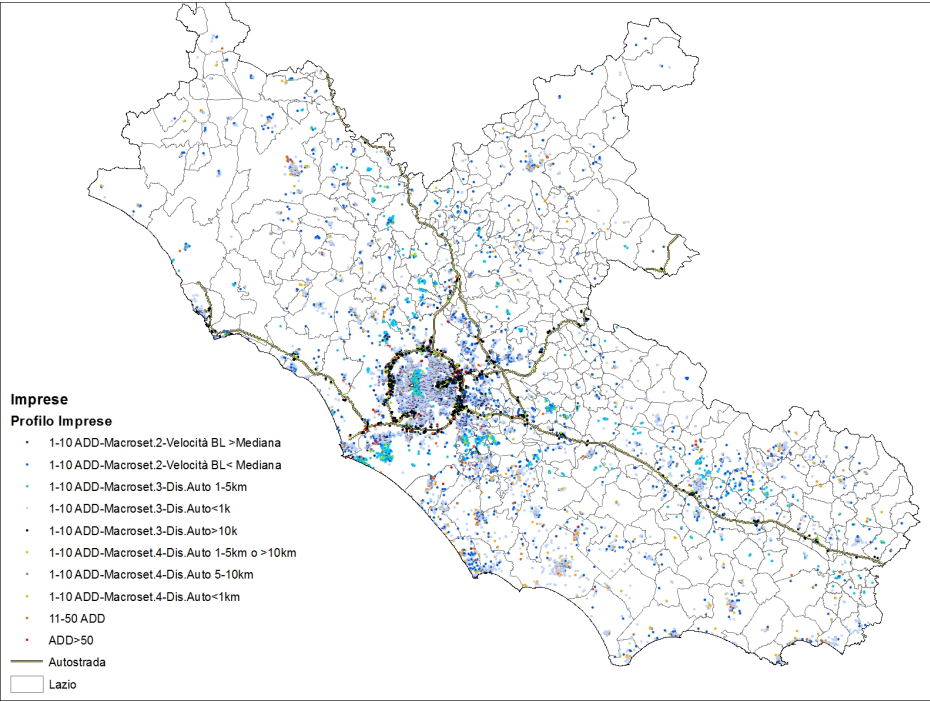 Imprese
Profilo Imprese
1-10 ADD-Macroset.2-Velocità BL >Mediana
1-10 ADD-Macroset.2-Velocità BL< Mediana
1-10 ADD-Macroset.3-Dis.Auto 1-5km
1-10 ADD-Macroset.3-Dis.Auto<1k
1-10 ADD-Macroset.3-Dis.Auto>10k
1-10 ADD-Macroset.4-Dis.Auto 1-5km o >10km
1-10 ADD-Macroset.4-Dis.Auto 5-10km
1-10 ADD-Macroset.4-Dis.Auto<1km
11-50 ADD
ADD>50
Autostrada
Lazio